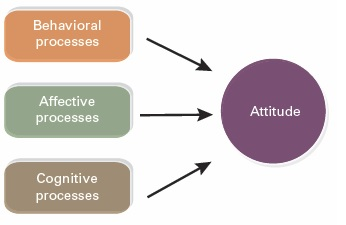 Behavioral
processes
Affective
processes
Attitude
Cognitive
processes